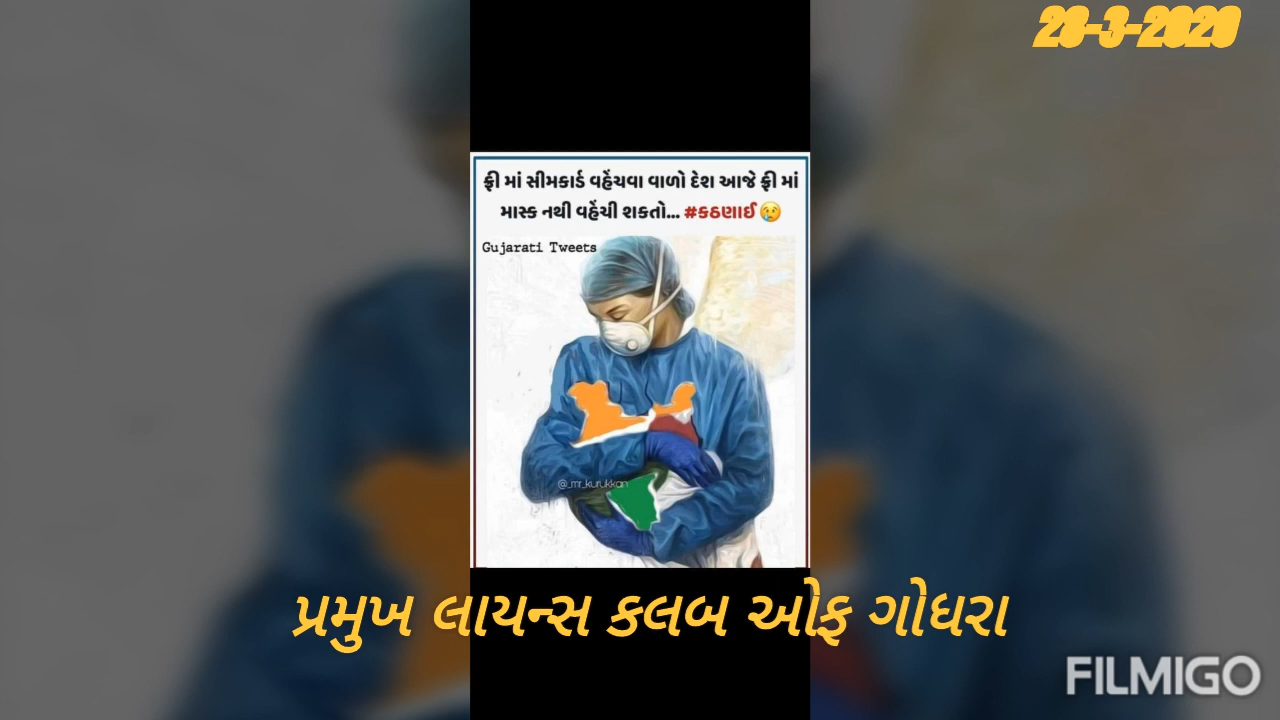 28-3-2020
ફ્રી માં સીમકાર્ડ વહેંચવા વાળો દેશ આજે ફ્રી માં
માસ્ક નથી વહેંચી શકતો... #કઠણાઈ 😢
Gujarati Tweets
@_mr_kurukkan
પ્રમુખ લાયન્સ કલબ ઓફ ગોધરા
FILMIGO